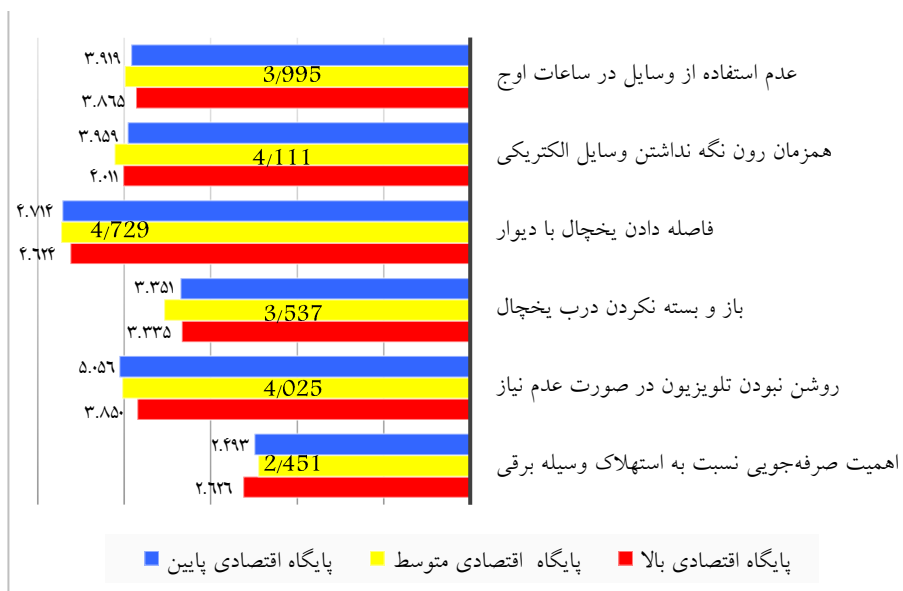 عدم استفاده از وسایل در ساعات اوج
۳.۹۱۹
3/995
۳.۸۶۵
همزمان رون نگه نداشتن وسایل الکتریکی
۳.۹۵۹
4/111
۴.۰۱۱
فاصله دادن یخچال با دیوار
۴.۷۱۴
4/729
۴.٦۲۴
باز و بسته نکردن درب یخچال
۳.۳۵۱
3/537
۳.۳۳۵
روشن نبودن تلویزیون در صورت عدم نیاز
۵.۰۵٦
4/025
۳.۸۵۰
اهمیت صرفه‌جویی نسبت به استهلاک وسیله برقی
۲.۴۹۳
2/451
۲.٦۲٦
پایگاه اقتصادی بالا
پایگاه اقتصادی متوسط
پایگاه اقتصادی پایین